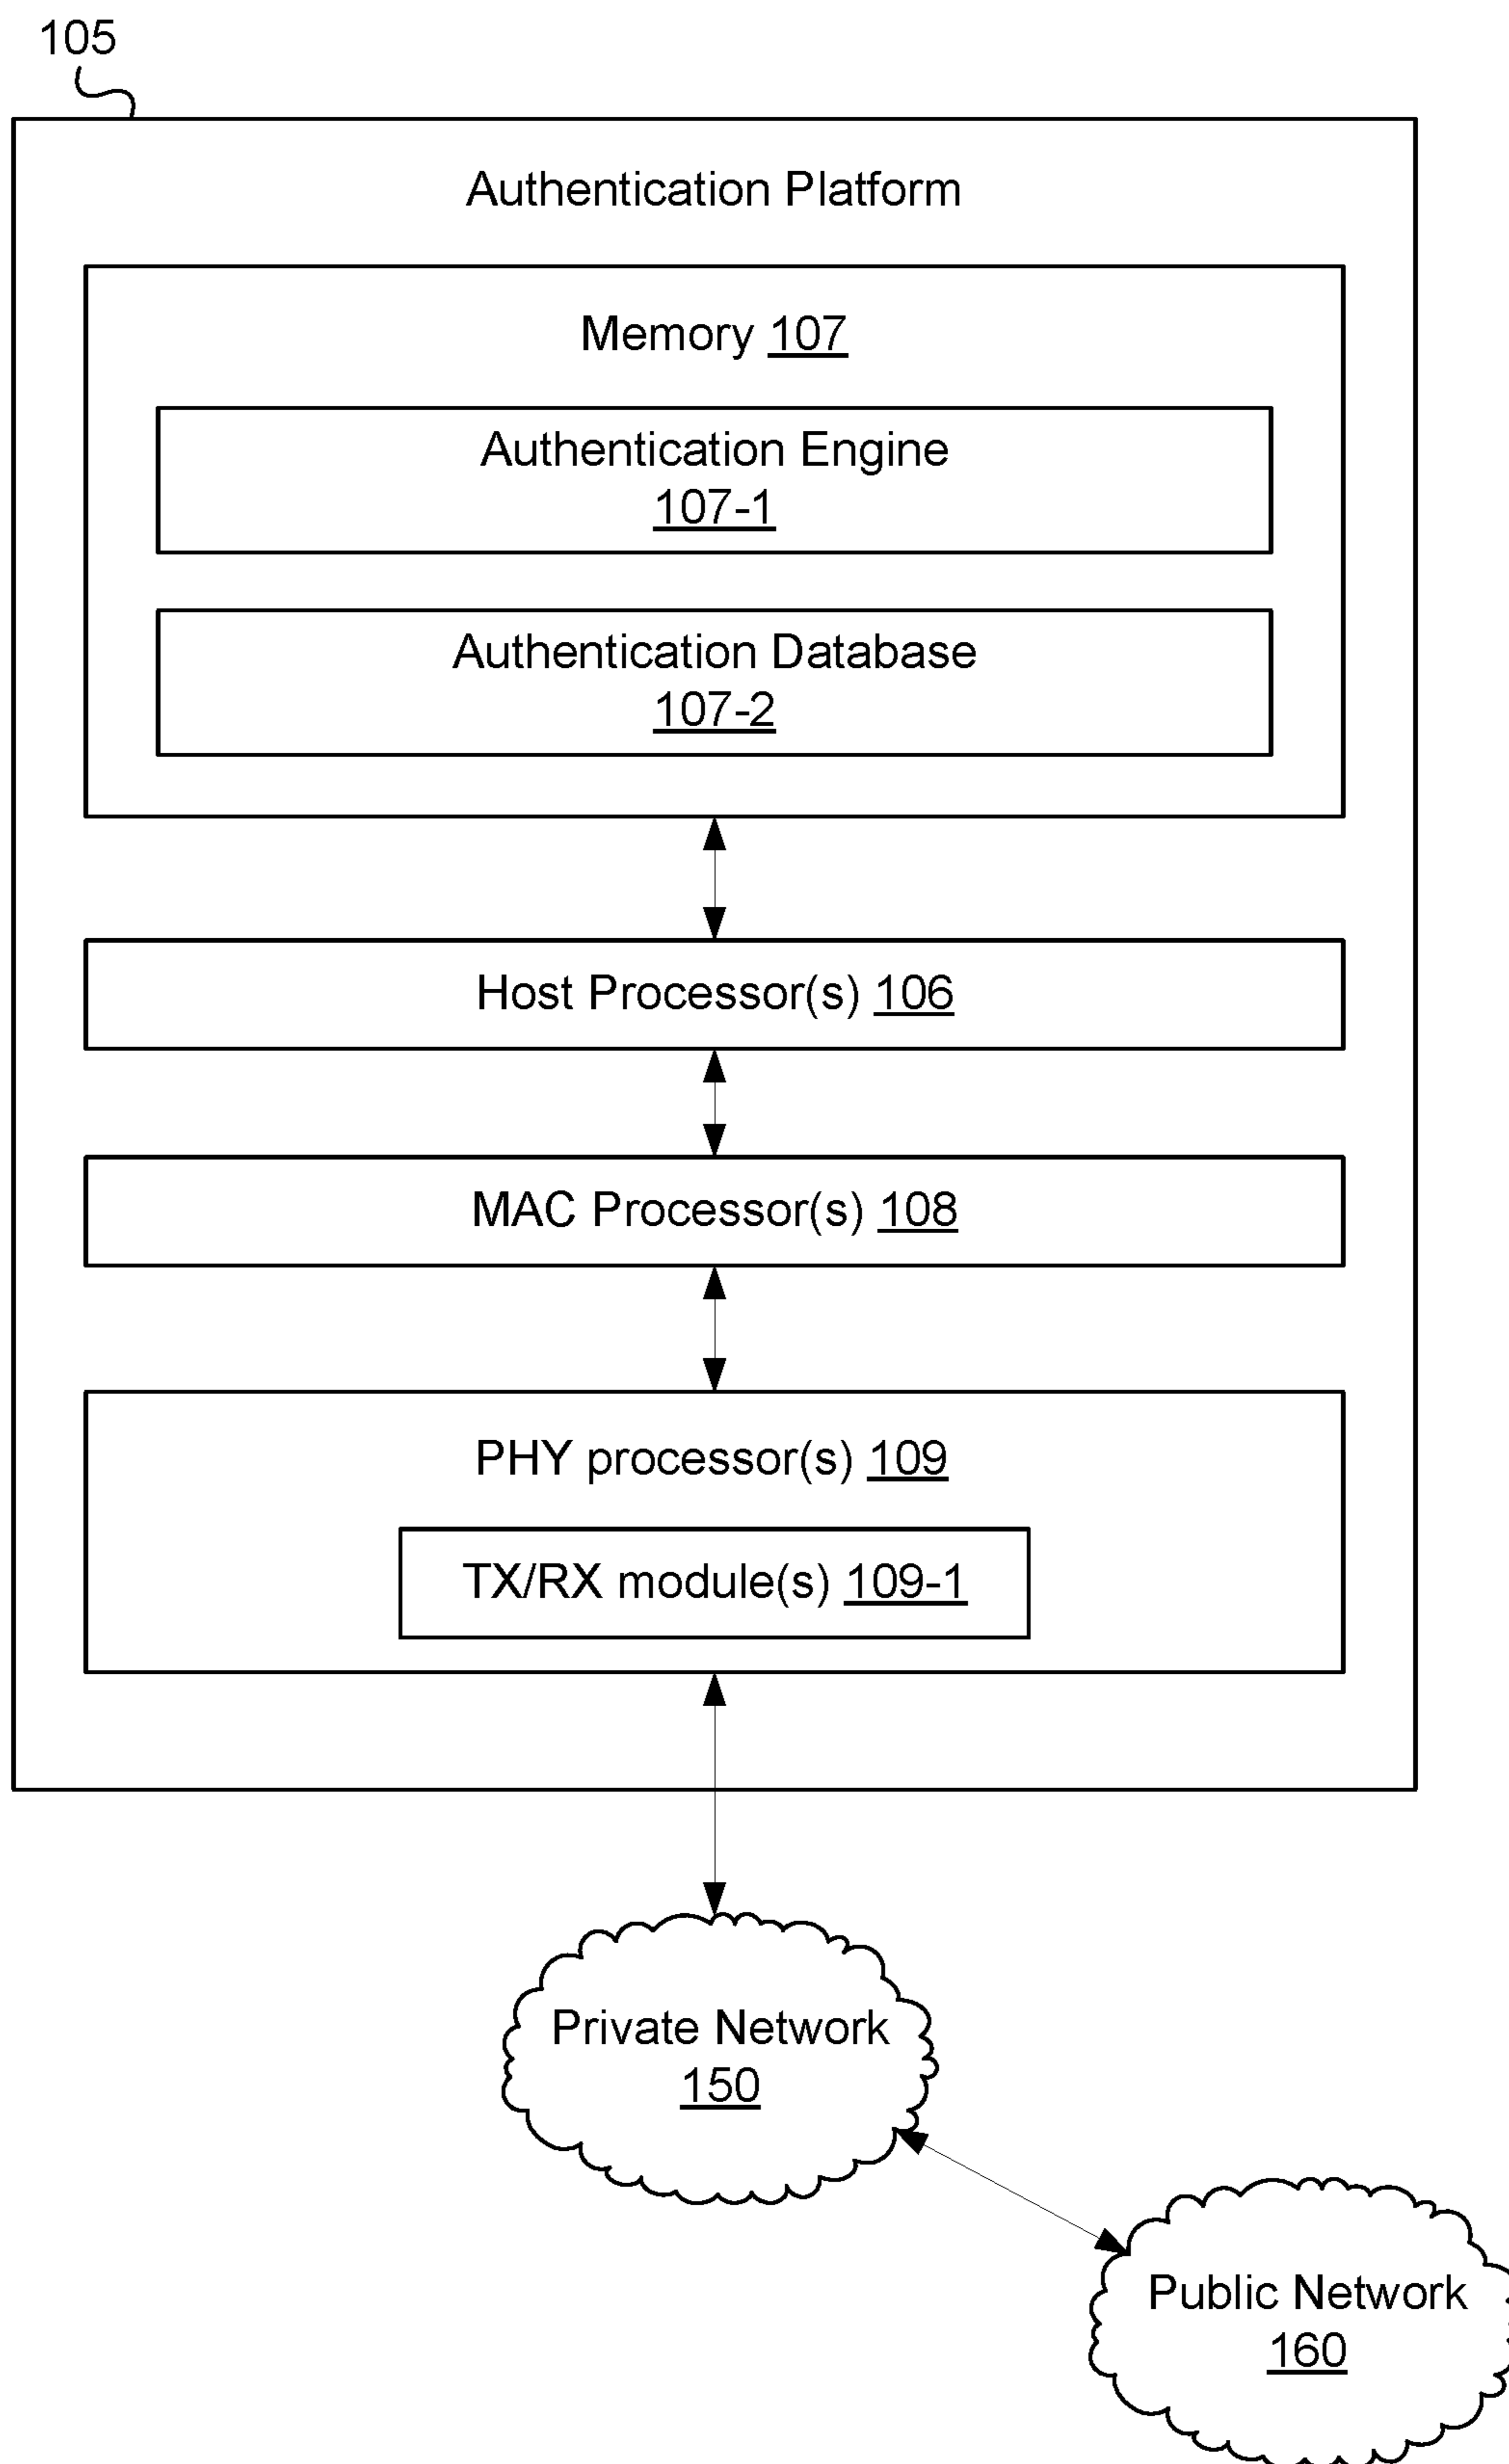 105
Authentication Platform
Memory 107
Authentication Engine
107-1
Authentication Database
107-2
Host Processor(s) 106
MAC Processor(s) 108
PHY processor(s) 109
TX/RX module(s) 109-1
Private Network
150
Public Network
160